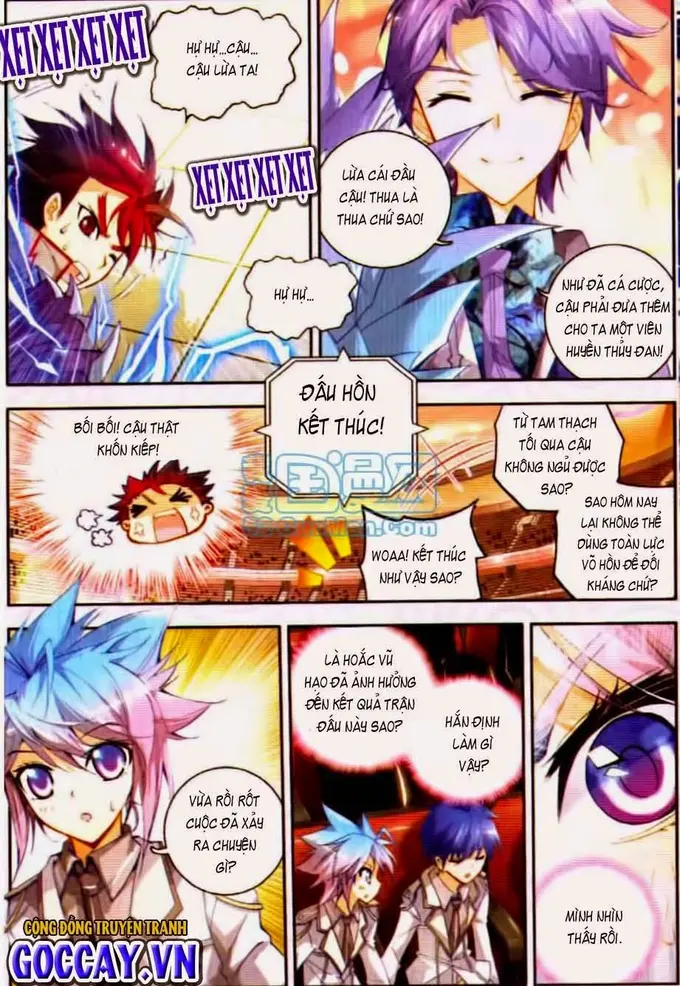 XẸT XẸT XẸT XẸT
HỰ HỰ...CẬU...
CẬU LỪA TA!
XẸT XẸT XẸT XẸT
LỪA CÁI ĐẦU
CẬU! THUA LÀ
THUA CHỨ SAO!
HỰ HỰ...
NHƯ ĐÃ CÁ CƯỢC,
CẬU PHẢI ĐƯA THÊM
CHO TA MỘT VIÊN
HUYỀN THỦY ĐAN!
ĐẤU HỒN
KẾT THÚC!
BỐI BỐI! CẬU THẬT
KHỐN KIẾP!
TỪ TAM THẠCH
TỐI QUA CẬU
KHÔNG NGỦ ĐƯỢC
SAO?
SAO HÔM NAY
LẠI KHÔNG THỂ
DÙNG TOÀN LỰC
VÕ HỒN ĐỂ ĐỐI
KHÁNG CHỨ?
WOAA! KẾT THÚC
NHƯ VẬY SAO?
VỪA RỒI RỐT
CUỘC ĐÃ XẢY
RA CHUYỆN
GÌ?
LÀ HOẮC VŨ
HẠO ĐÃ ẢNH HƯỞNG
ĐẾN KẾT QUẢ TRẬN
ĐẤU NÀY SAO?
HẮN ĐỊNH
LÀM GÌ
VẬY?
MÌNH NHÌN
THẤY RỒI.
CỘNG ĐỒNG TRUYỆN TRANH
GOCCAY.VN